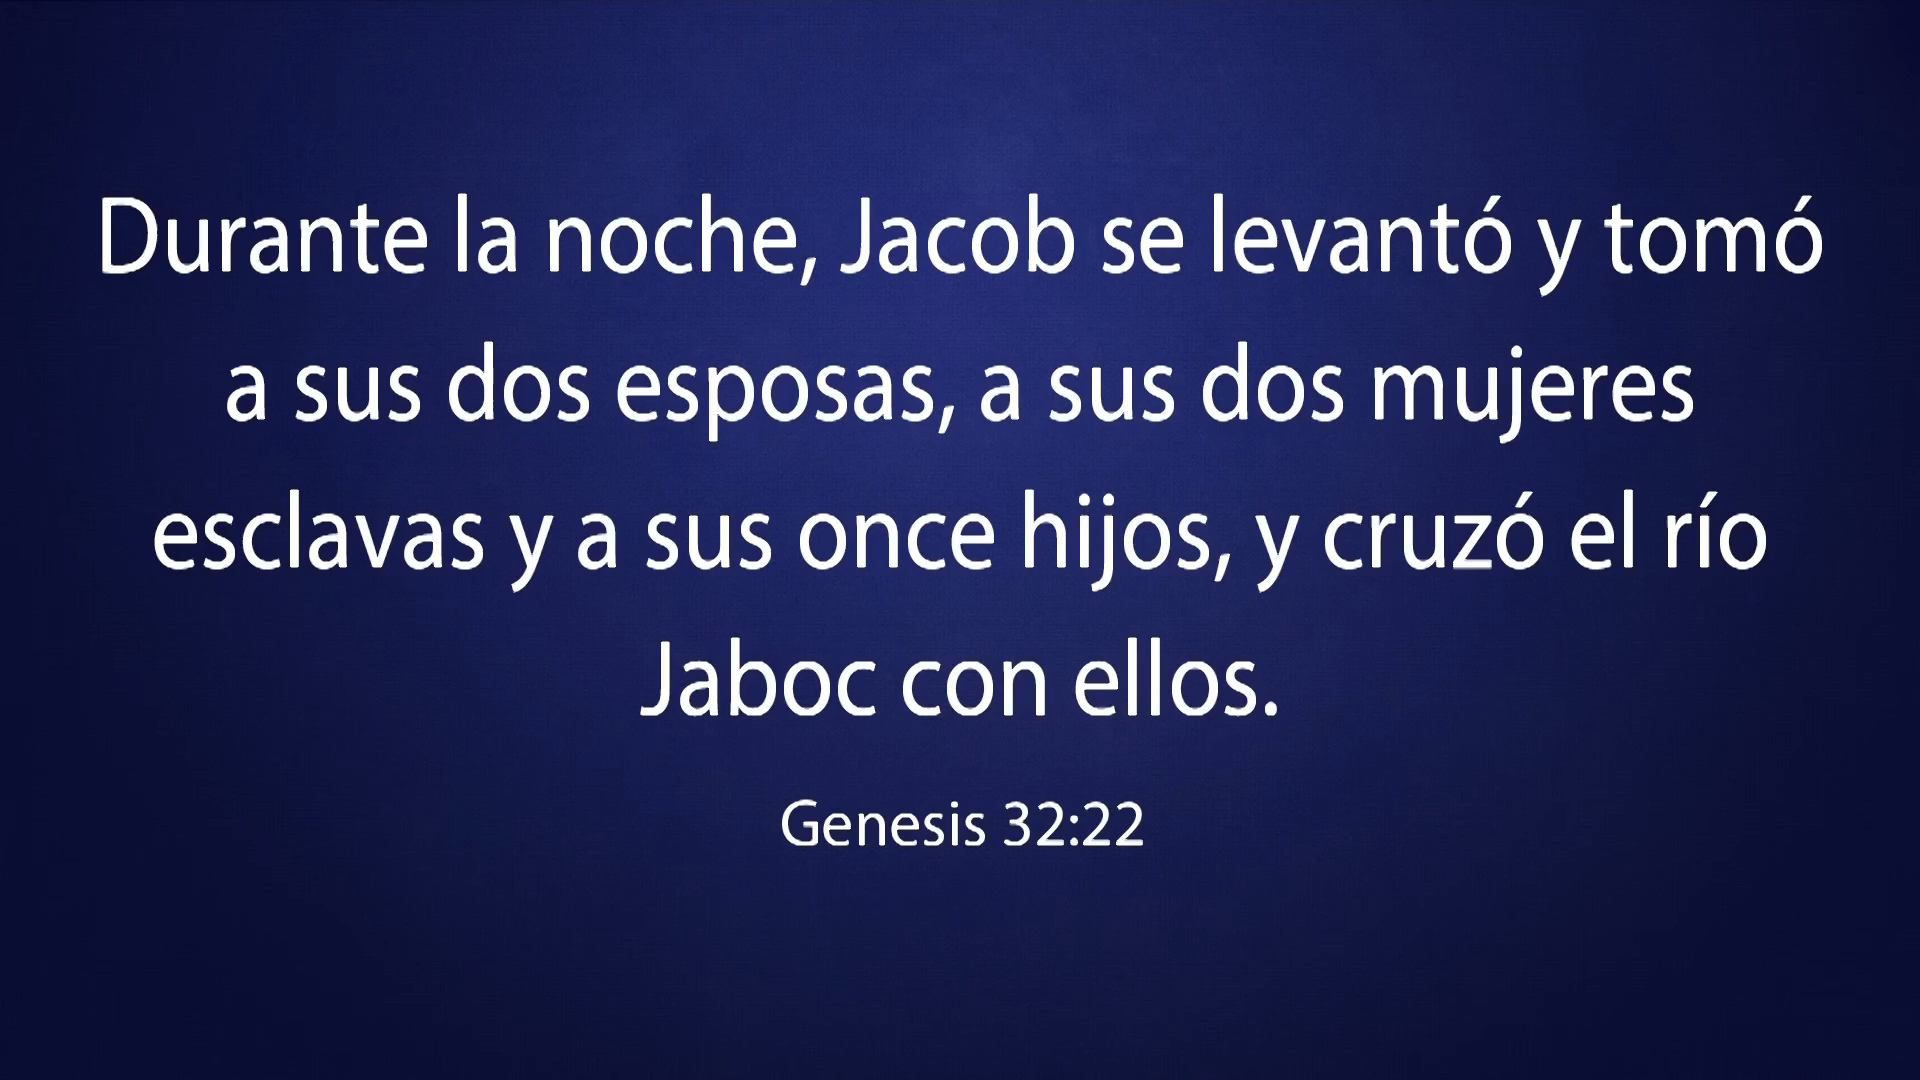 Durante la noche, Jacob se levantó y tomó
a sus dos esposas, a sus dos mujeres
esclavas y a sus once hijos, y cruzó el río
Jaboc con ellos.
Genesis 32:22